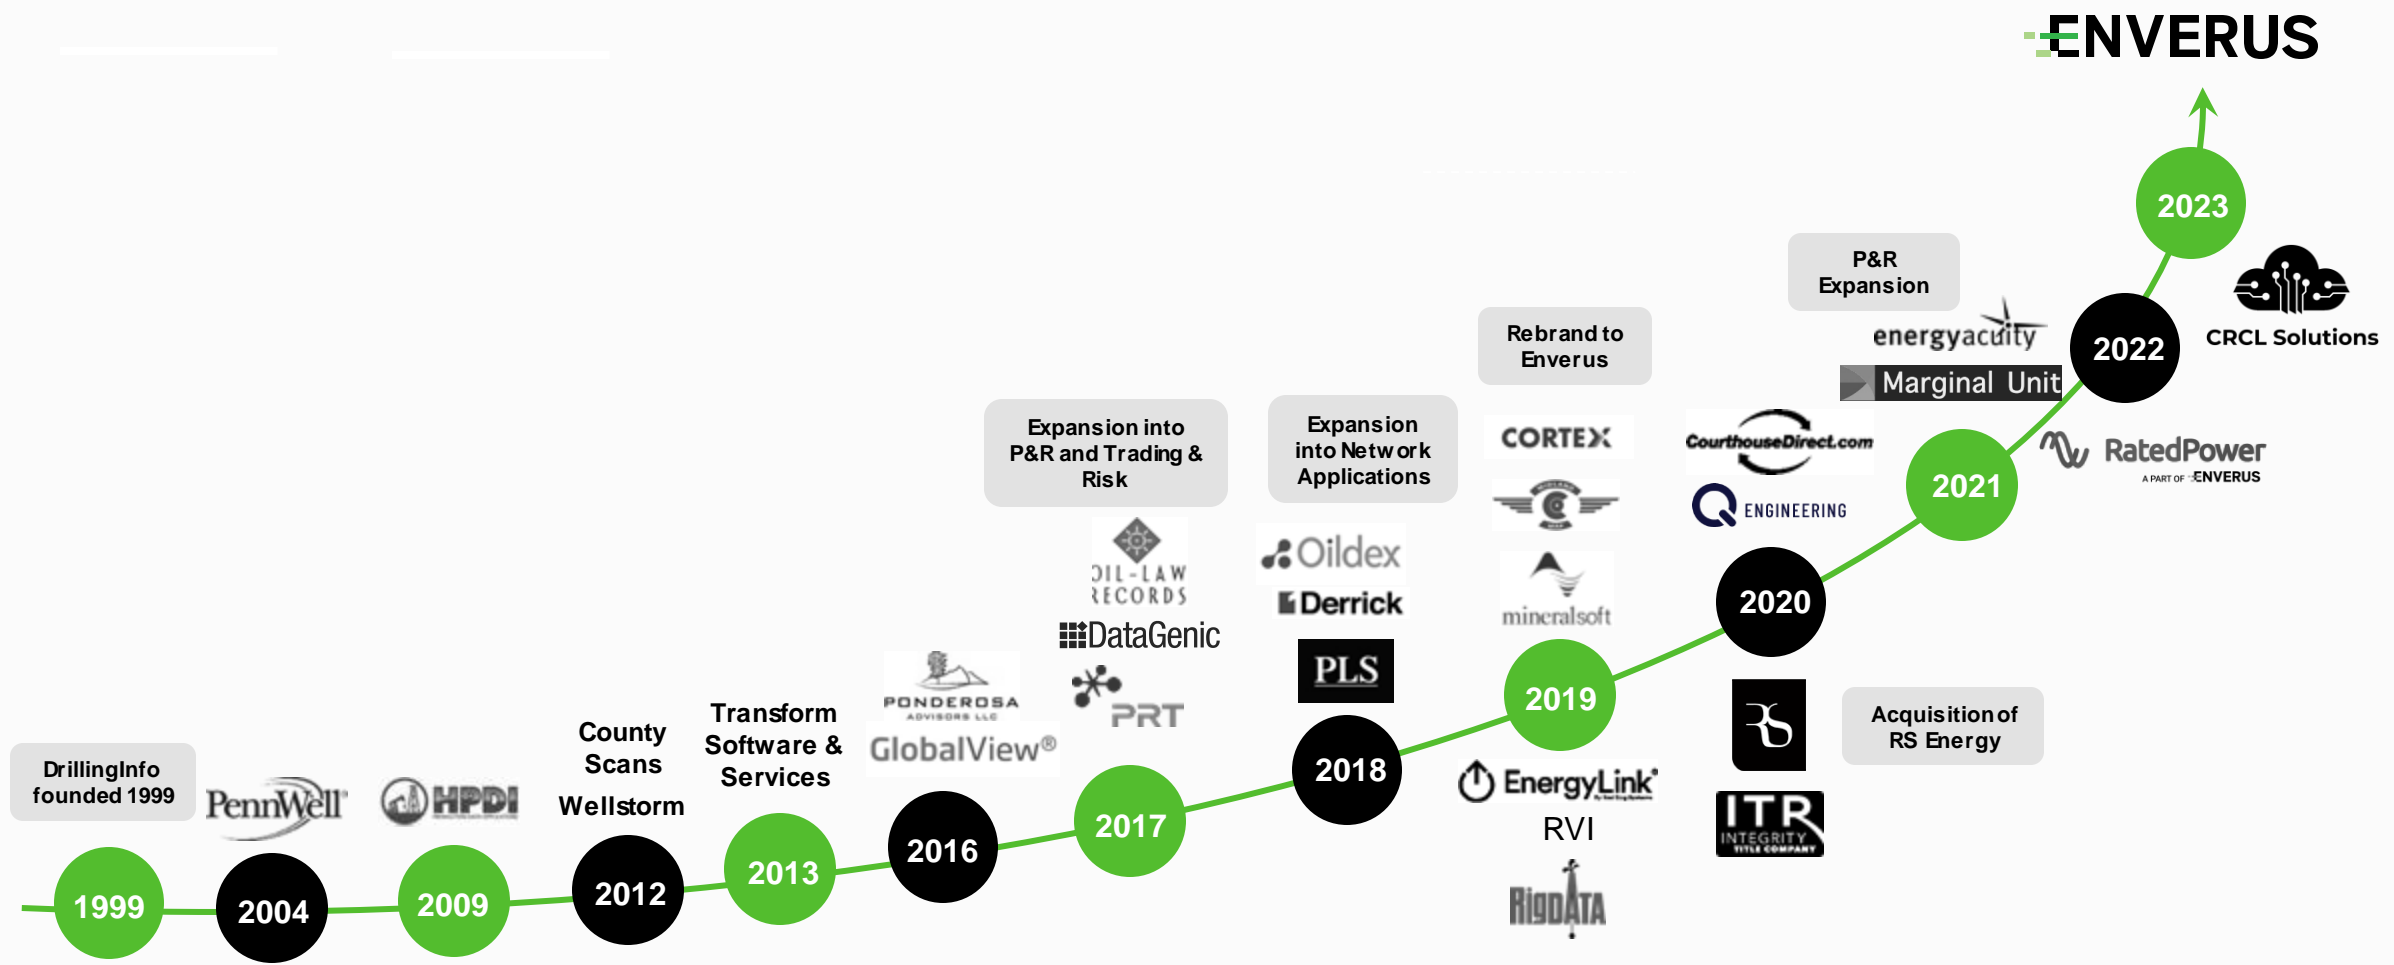 ENVERUS
2023
CRCL Solutions
P&R
Expansion
energyacuity
Marginal Unit
2022
RatedPower
A PART OF ENVERUS
2021
Rebrand to
Enverus
CORTEX
mineralsoft
2019
EnergyLink
RVI
RigDATA
CourthouseDirect.com
Q ENGINEERING
2020
RS
Acquisition of
RS Energy
ITR
INTEGRITY
TITLE COMPANY
Expansion
into Network
Applications
Oildex
Derrick
PLS
2018
Expansion into
P&R and Trading &
Risk
OIL-LAW
RECORDS
DataGenic
PRT
2017
PONDEROSA
ADVISORS LLC
GlobalView®
2016
Transform
Software &
Services
2013
County
Scans
Wellstorm
2012
HPDI
2009
PennWell
2004
DrillingInfo
founded 1999
1999